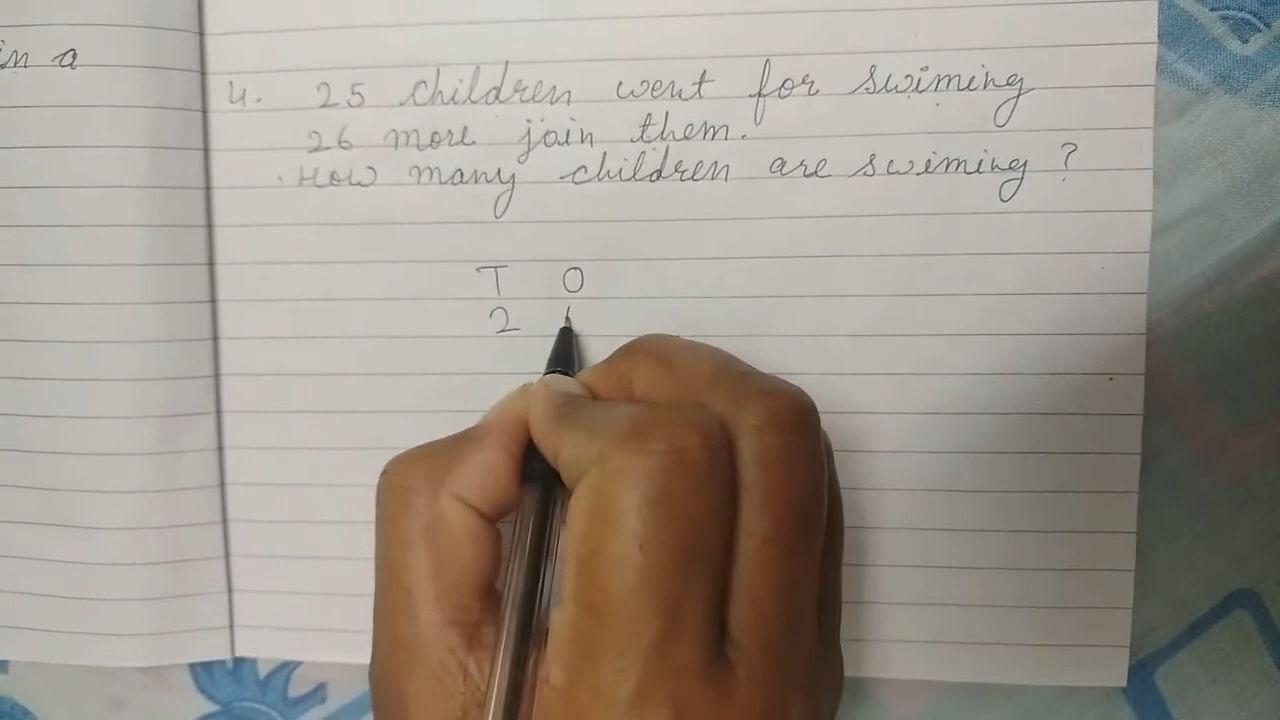 in a
4. 25 children went for swiming
26 more join them.
How many children are swiming ?
T O
2